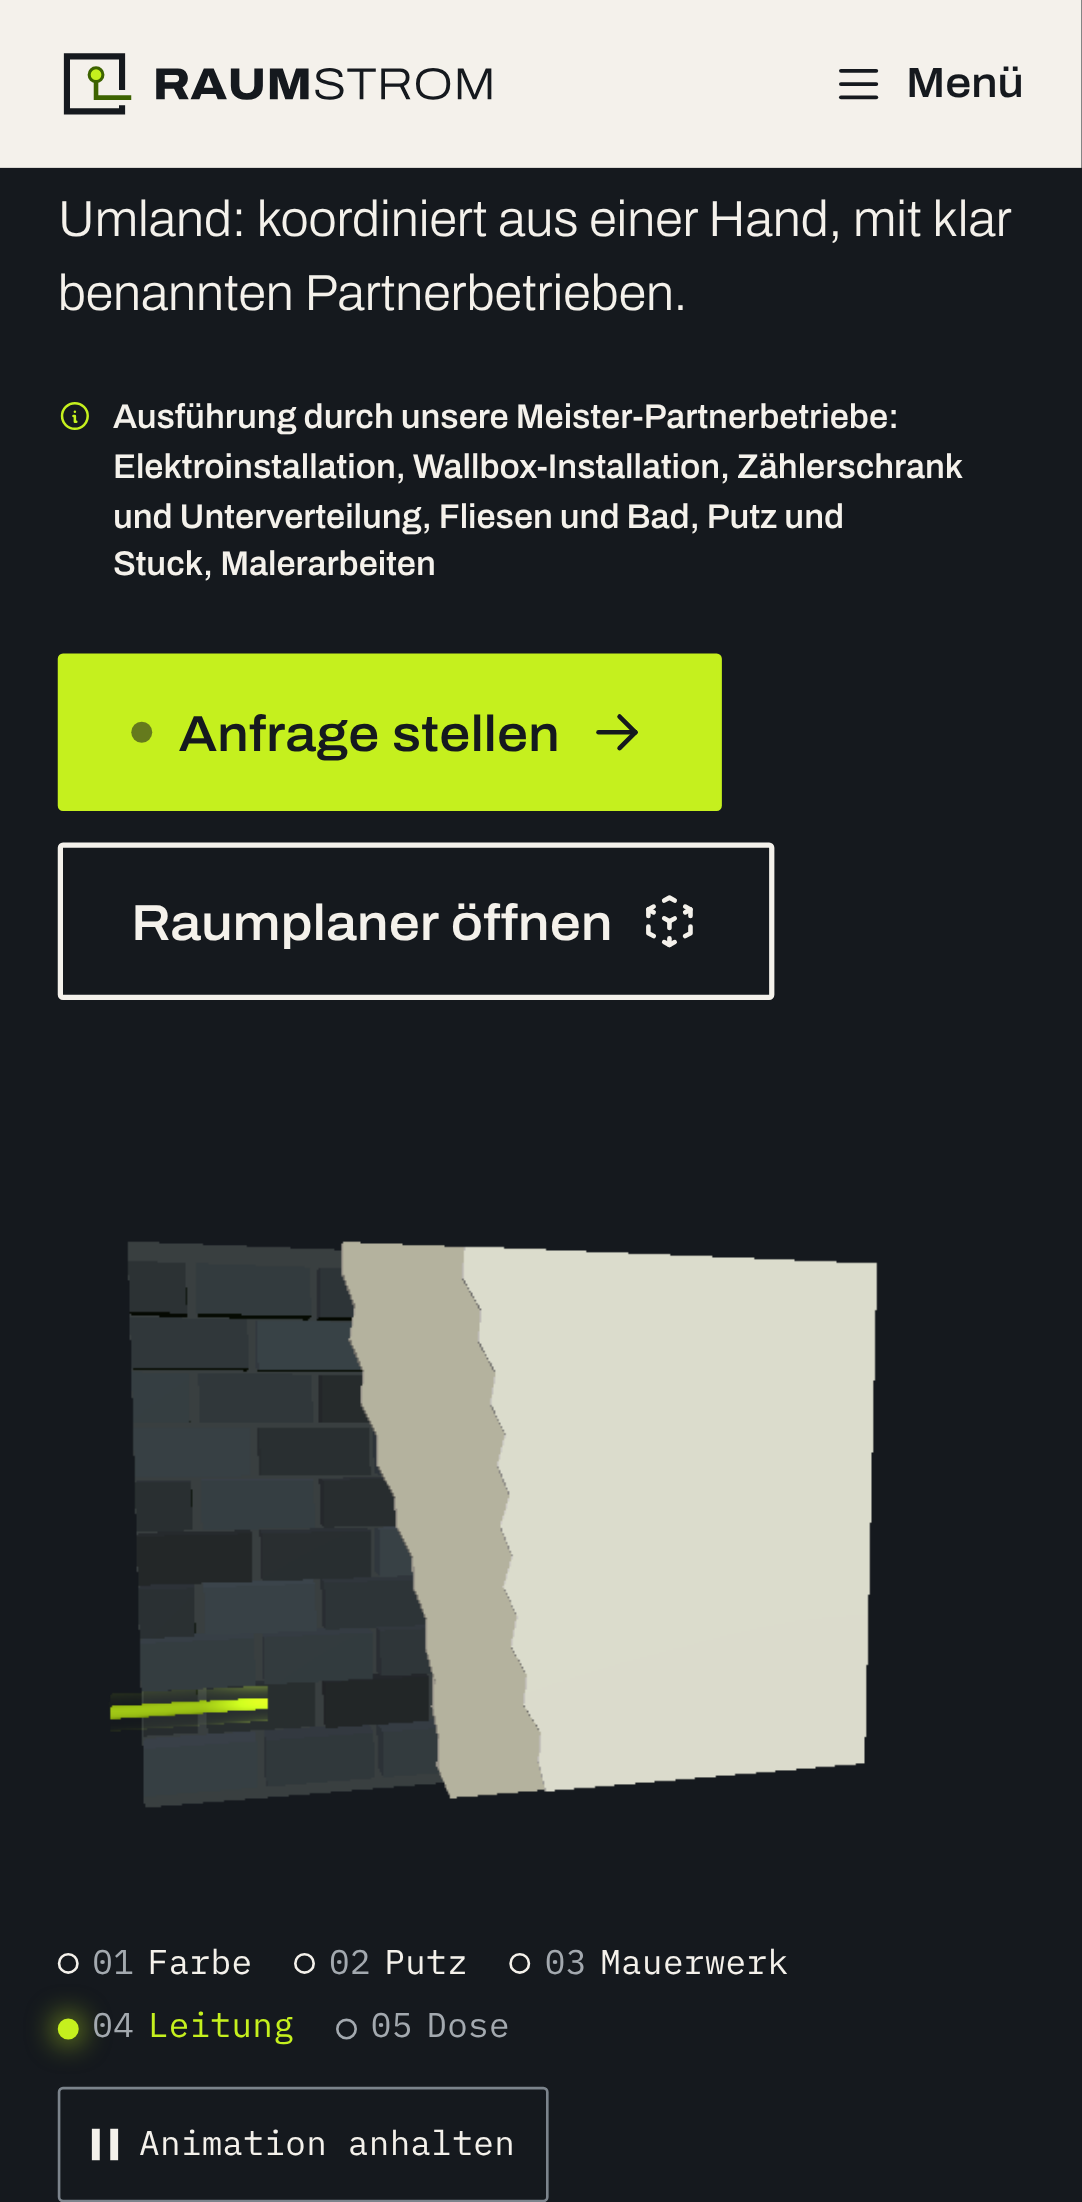 RAUMSTROM
Menü
Umland: koordiniert aus einer Hand, mit klar
benannten Partnerbetrieben.
Ausführung durch unsere Meister-Partnerbetriebe:
Elektroinstallation, Wallbox-Installation, Zählerschrank
und Unterverteilung, Fliesen und Bad, Putz und
Stuck, Malerarbeiten
Anfrage stellen
Raumplaner öffnen
01 Farbe 02 Putz 03 Mauerwerk
04 Leitung 05 Dose
Animation anhalten